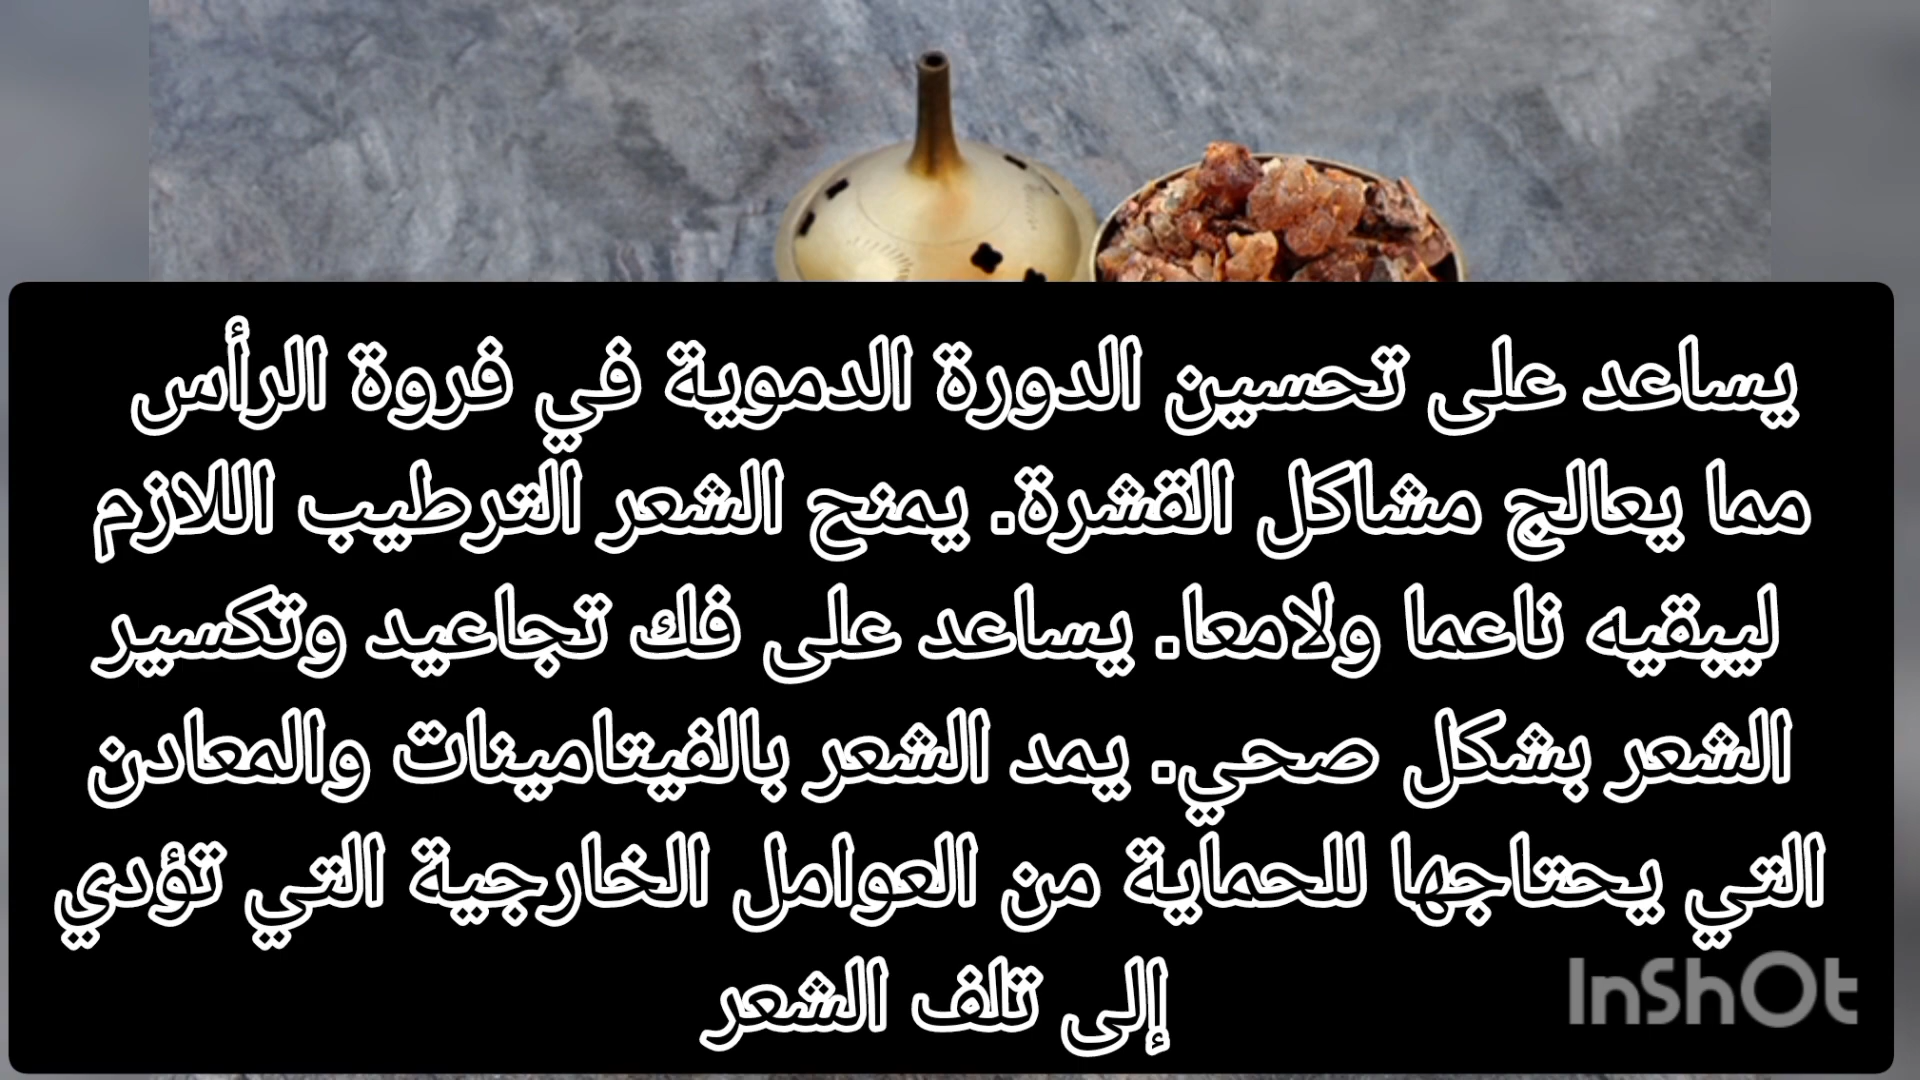 يساعد على تحسين الدورة الدموية في فروة الرأس
مما يعالج مشاكل القشرة. يمنح الشعر الترطيب اللازم
ليبقيه ناعما ولامعا. يساعد على فك تجاعيد وتكسير
الشعر بشكل صحي. يمد الشعر بالفيتامينات والمعادن
التي يحتاجها للحماية من العوامل الخارجية التي تؤدي
إلى تلف الشعر
InShOt